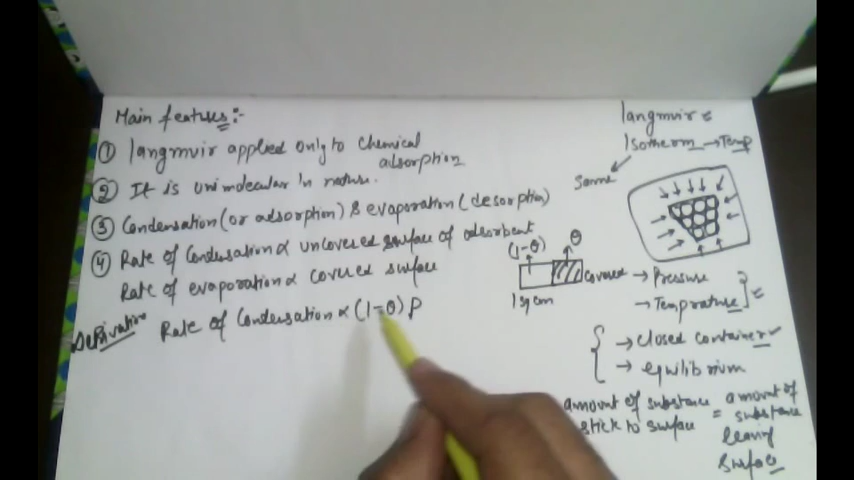 Main features:-
① langmuir applied only to chemical
adsorption
② It is unimolecular in nature.
③ Condensation (or adsorption) & evaporation (desorption)
④ Rate of Condensation ∝ uncovered surface of adsorbent
Rate of evaporation ∝ covered surface
Derivation Rate of Condensation ∝ (1-θ) P
langmuir
Isotherm → Temp
Same
(1-θ) θ
covered
1 sq cm
→ Pressure
→ Temprature
→ closed container
→ equilibrium
amount of substance = amount of
stick to surface substance
leaving
surface